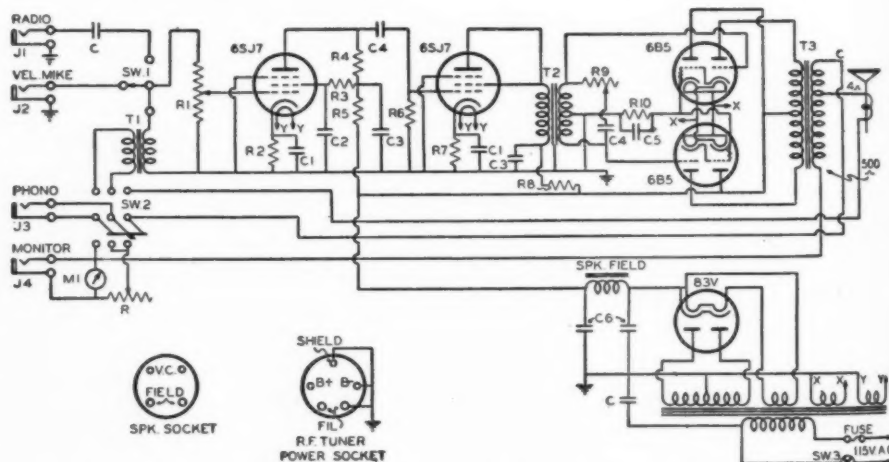 RADIO
J1
C
VEL. MIKE
J2
SW.1
T1
PHONO
J3
SW.2
MONITOR
J4
M1
R
R1
6SJ7
Y Y
R2
C1
R4
R3
R5
C2
C4
C3
R6
6SJ7
Y Y
R7
C1
C3
T2
R8
R9
C4
R10
C5
6B5
X
X
6B5
T3
C
4
500
SPK. FIELD
C6
83V
C
X X
Y Y
FUSE
115V AC
SW.3
V.C.
FIELD
SPK. SOCKET
SHIELD
B+ B-
FIL
R.F. TUNER
POWER SOCKET